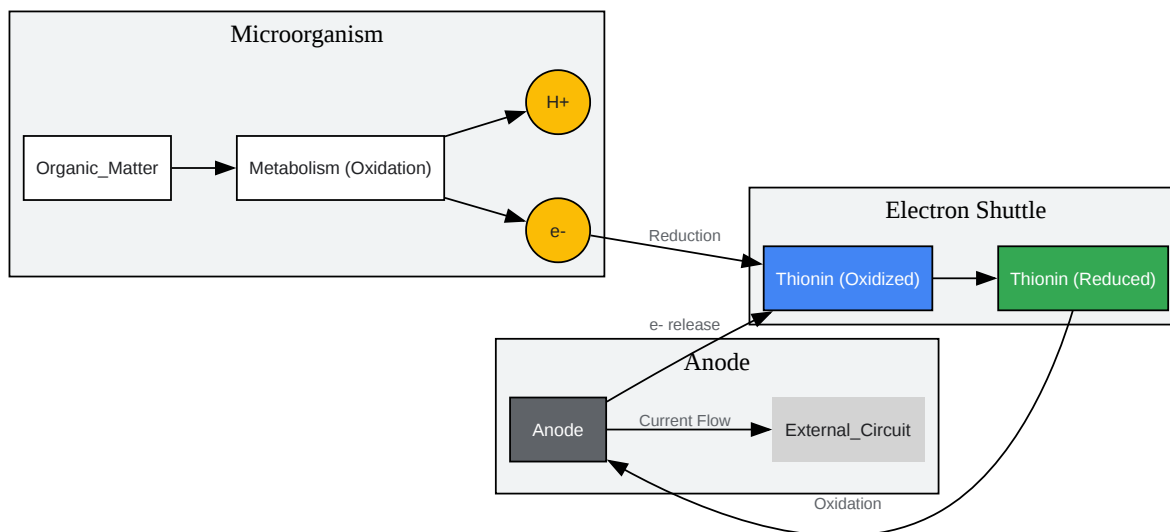 Microorganism
H+
Organic_Matter
Metabolism (Oxidation)
e-
Reduction
Electron Shuttle
Thionin (Oxidized)
Thionin (Reduced)
e- release
Anode
Anode
Current Flow
External_Circuit
Oxidation